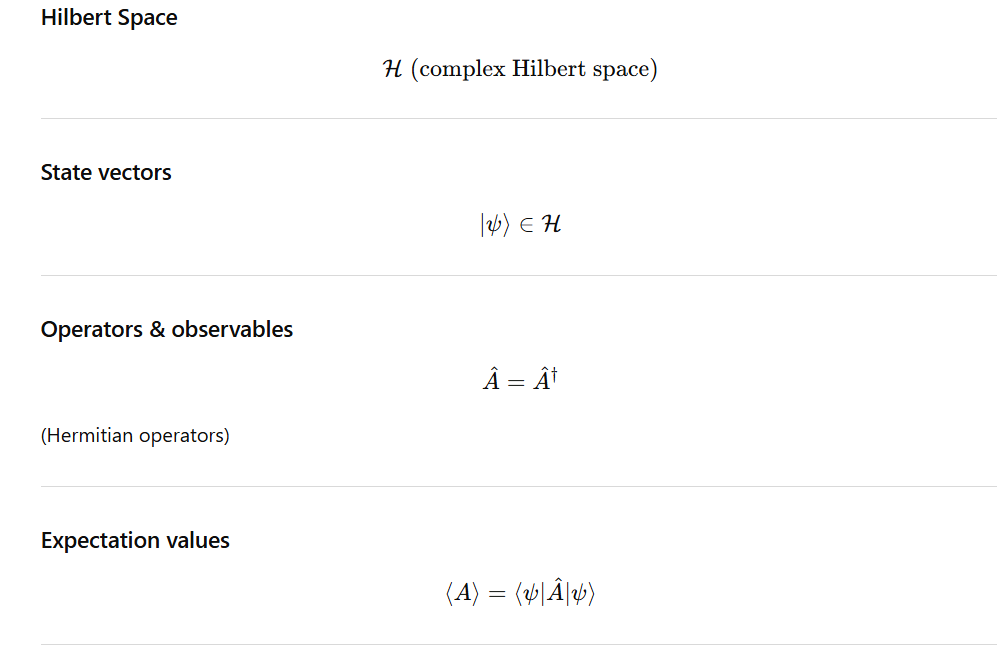 Hilbert Space
ℋ (complex Hilbert space)
State vectors
|ψ⟩ ∈ ℋ
Operators & observables
Â = Â†
(Hermitian operators)
Expectation values
⟨A⟩ = ⟨ψ|Â|ψ⟩